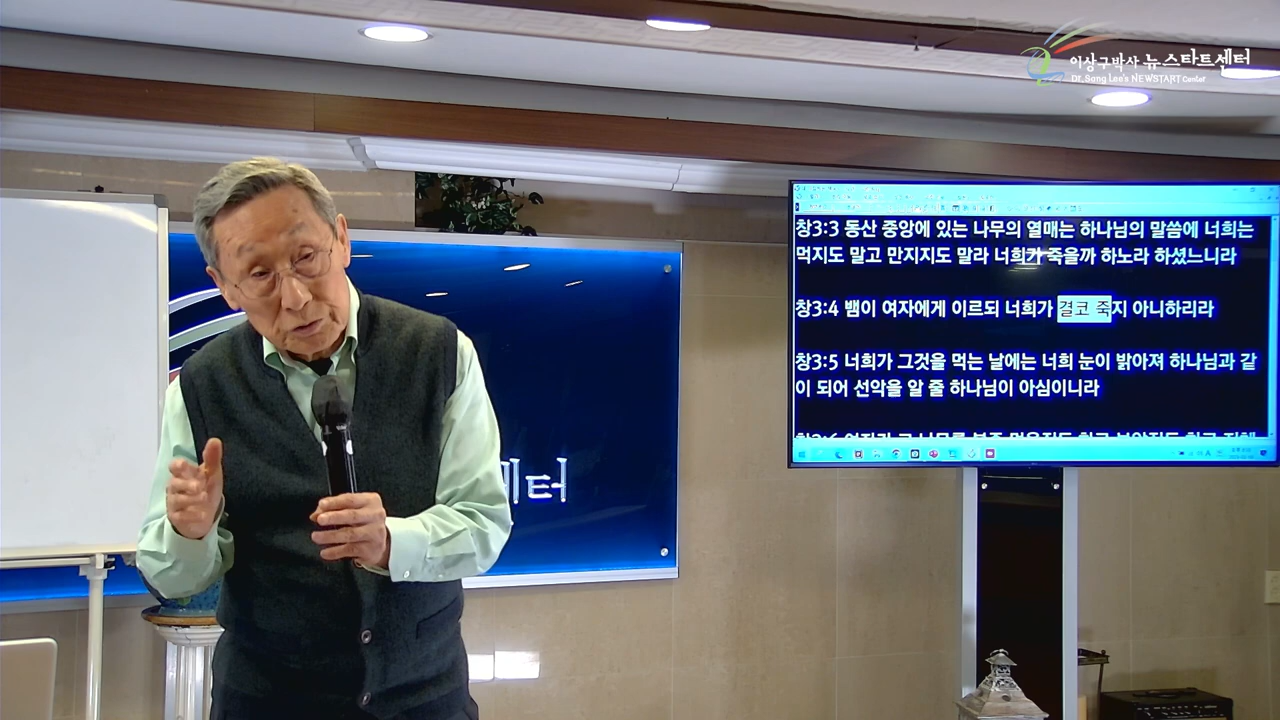 이상구박사 뉴스타트센터
Dr. Sang Lee's NEWSTART Center
창3:3 동산 중앙에 있는 나무의 열매는 하나님의 말씀에 너희는
먹지도 말고 만지지도 말라 너희가 죽을까 하노라 하셨느니라
창3:4 뱀이 여자에게 이르되 너희가 결코 죽지 아니하리라
창3:5 너희가 그것을 먹는 날에는 너희 눈이 밝아져 하나님과 같
이 되어 선악을 알 줄 하나님이 아심이니라
센터